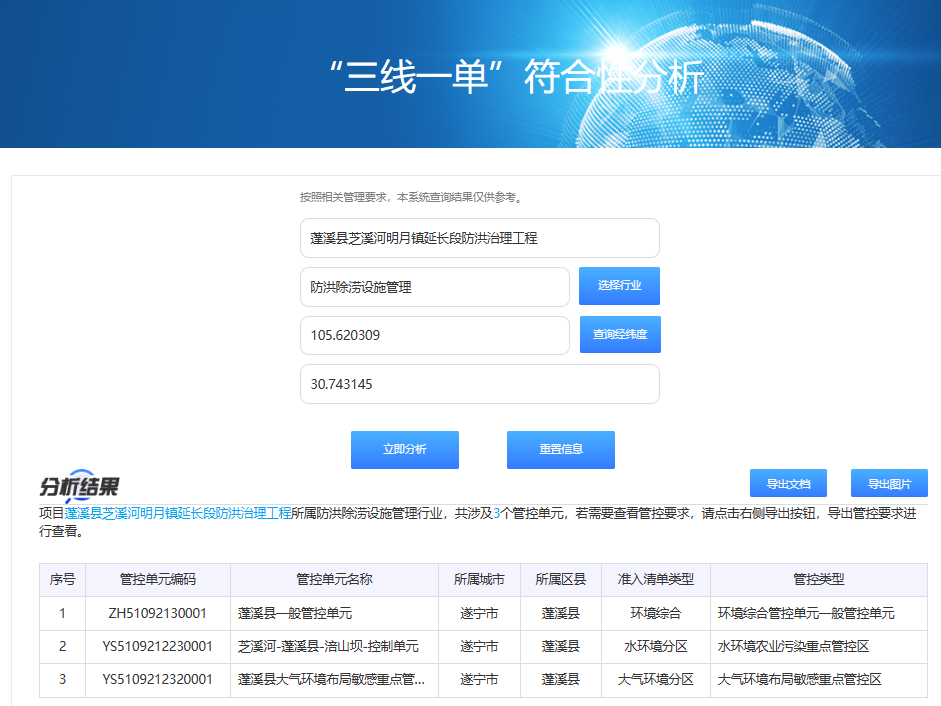 “三线一单”符合性分析
按照相关管理要求，本系统查询结果仅供参考。
蓬溪县芝溪河明月镇延长段防洪治理工程
防洪除涝设施管理 选择行业
105.620309 查询经纬度
30.743145
立即分析 重置信息
分析结果 导出文档 导出图片
项目蓬溪县芝溪河明月镇延长段防洪治理工程所属防洪除涝设施管理行业，共涉及3个管控单元，若需要查看管控要求，请点击右侧导出按钮，导出管控要求进
行查看。
序号 管控单元编码 管控单元名称 所属城市 所属区县 准入清单类型 管控类型
1 ZH51092130001 蓬溪县一般管控单元 遂宁市 蓬溪县 环境综合 环境综合管控单元一般管控单元
2 YS5109212230001 芝溪河-蓬溪县-涪山坝-控制单元 遂宁市 蓬溪县 水环境分区 水环境农业污染重点管控区
3 YS5109212320001 蓬溪县大气环境布局敏感重点管... 遂宁市 蓬溪县 大气环境分区 大气环境布局敏感重点管控区